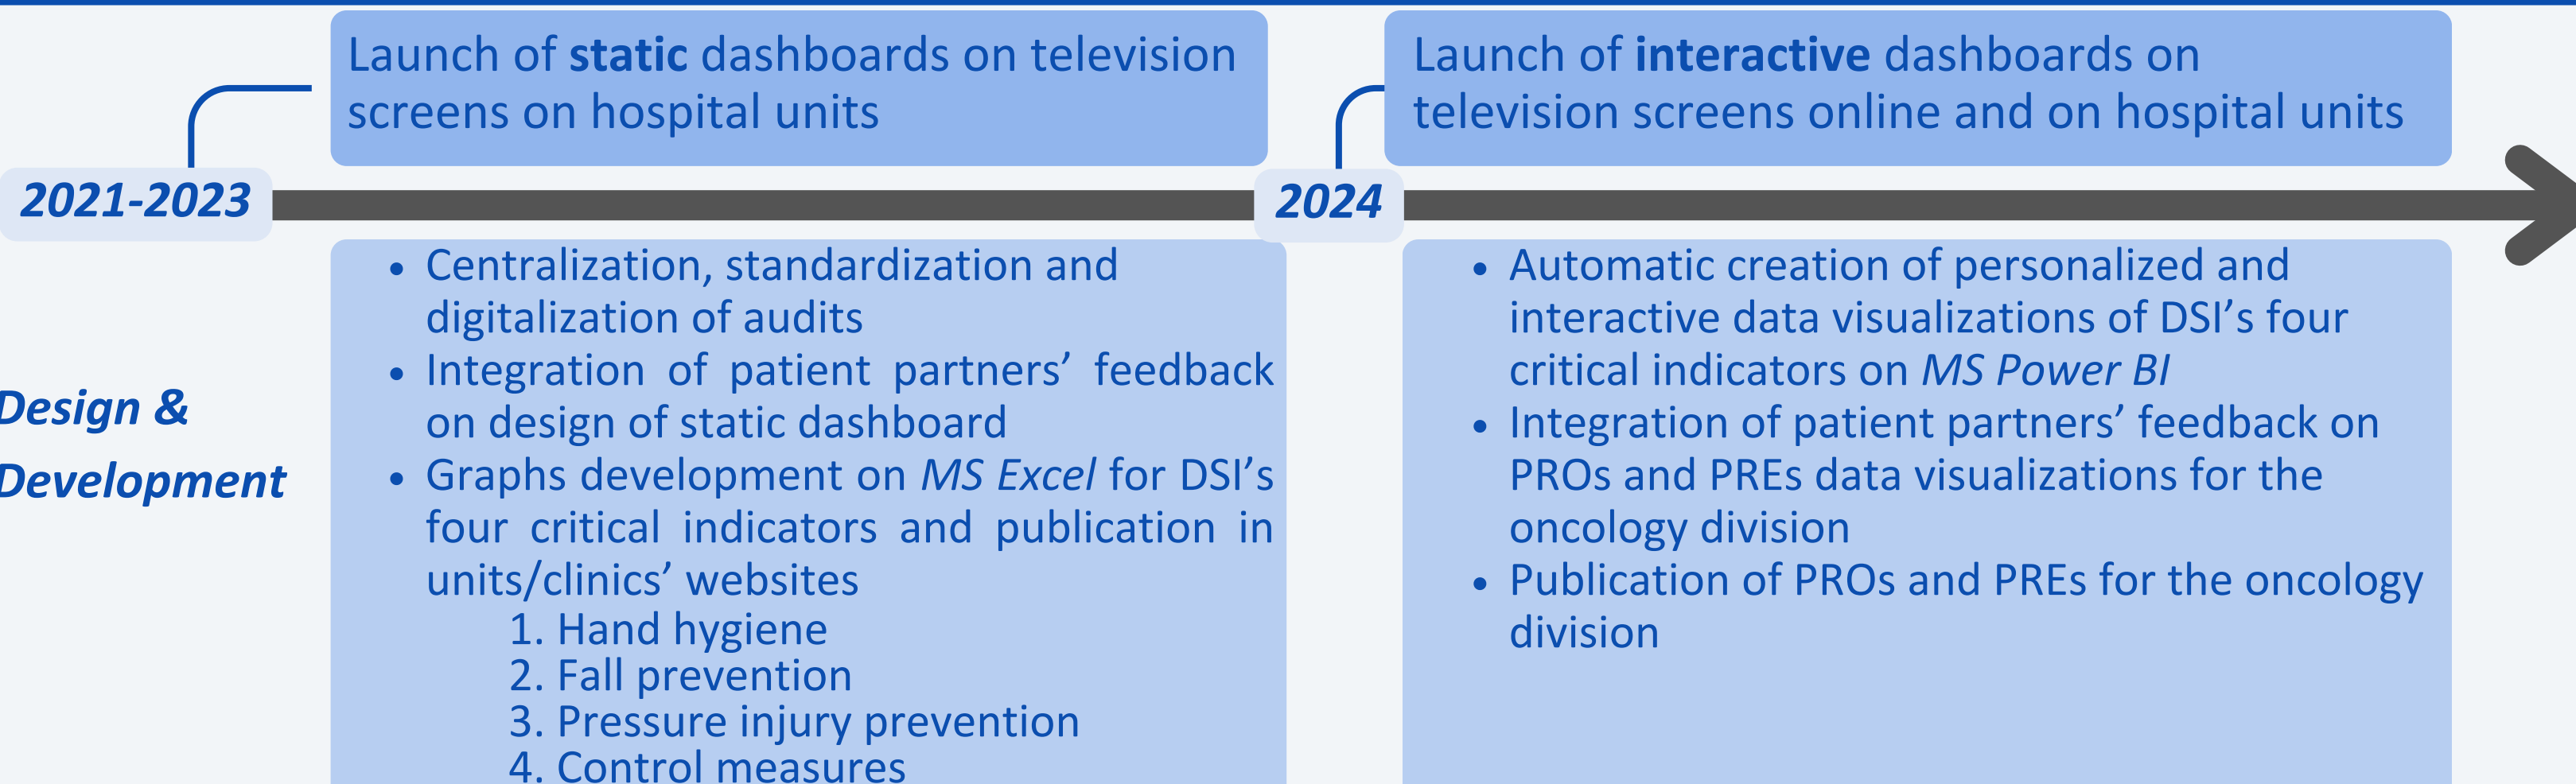 Launch of static dashboards on television
screens on hospital units
Launch of interactive dashboards on
television screens online and on hospital units
2021-2023
2024
Design &
Development
• Centralization, standardization and
digitalization of audits
• Integration of patient partners’ feedback
on design of static dashboard
• Graphs development on MS Excel for DSI’s
four critical indicators and publication in
units/clinics’ websites
1. Hand hygiene
2. Fall prevention
3. Pressure injury prevention
4. Control measures
• Automatic creation of personalized and
interactive data visualizations of DSI’s four
critical indicators on MS Power BI
• Integration of patient partners’ feedback on
PROs and PREs data visualizations for the
oncology division
• Publication of PROs and PREs for the oncology
division